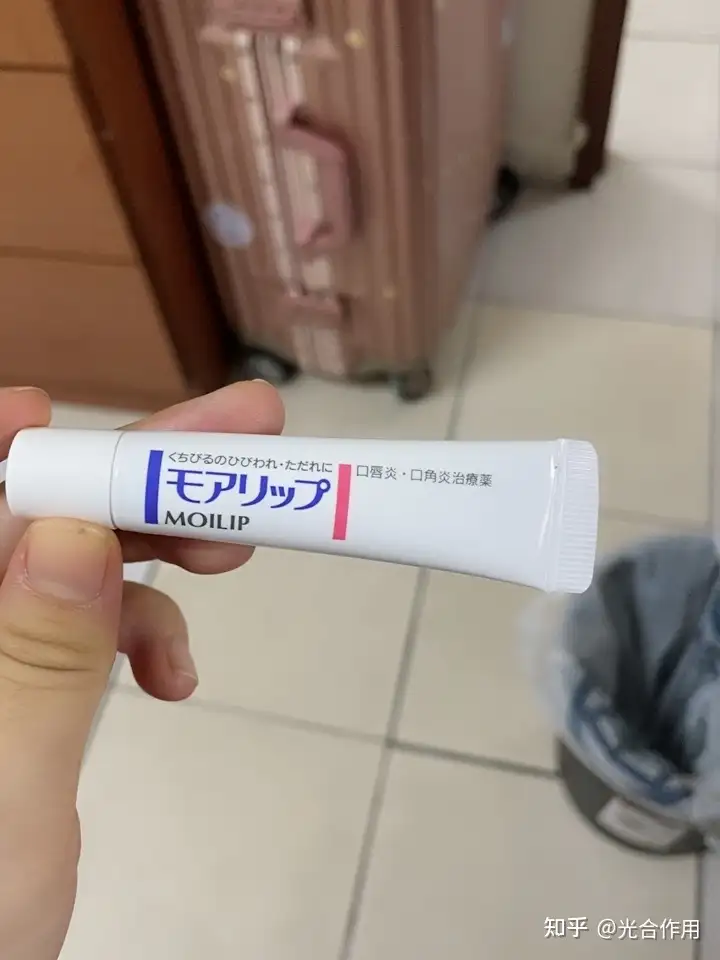 くちびるのひびわれ・ただれに
モアリップ
MOILIP
口唇炎・口角炎治療薬
知乎 @光合作用